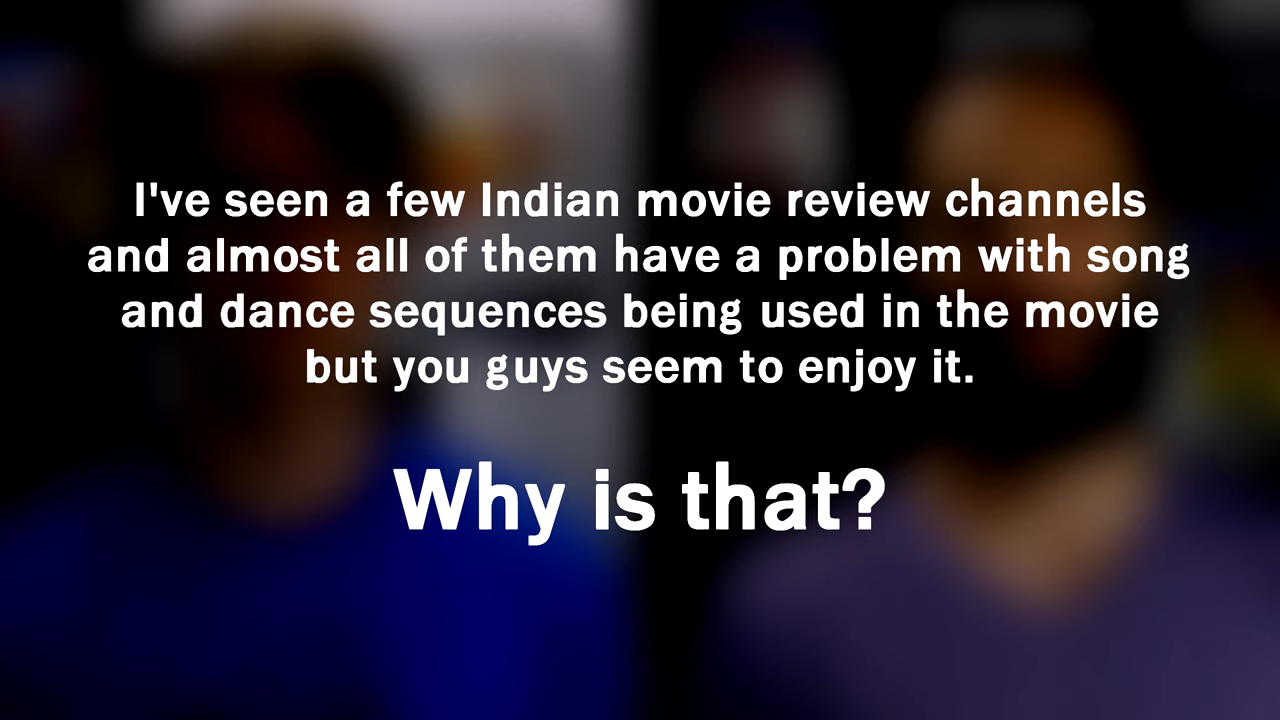 I've seen a few Indian movie review channels
and almost all of them have a problem with song
and dance sequences being used in the movie
but you guys seem to enjoy it.
Why is that?